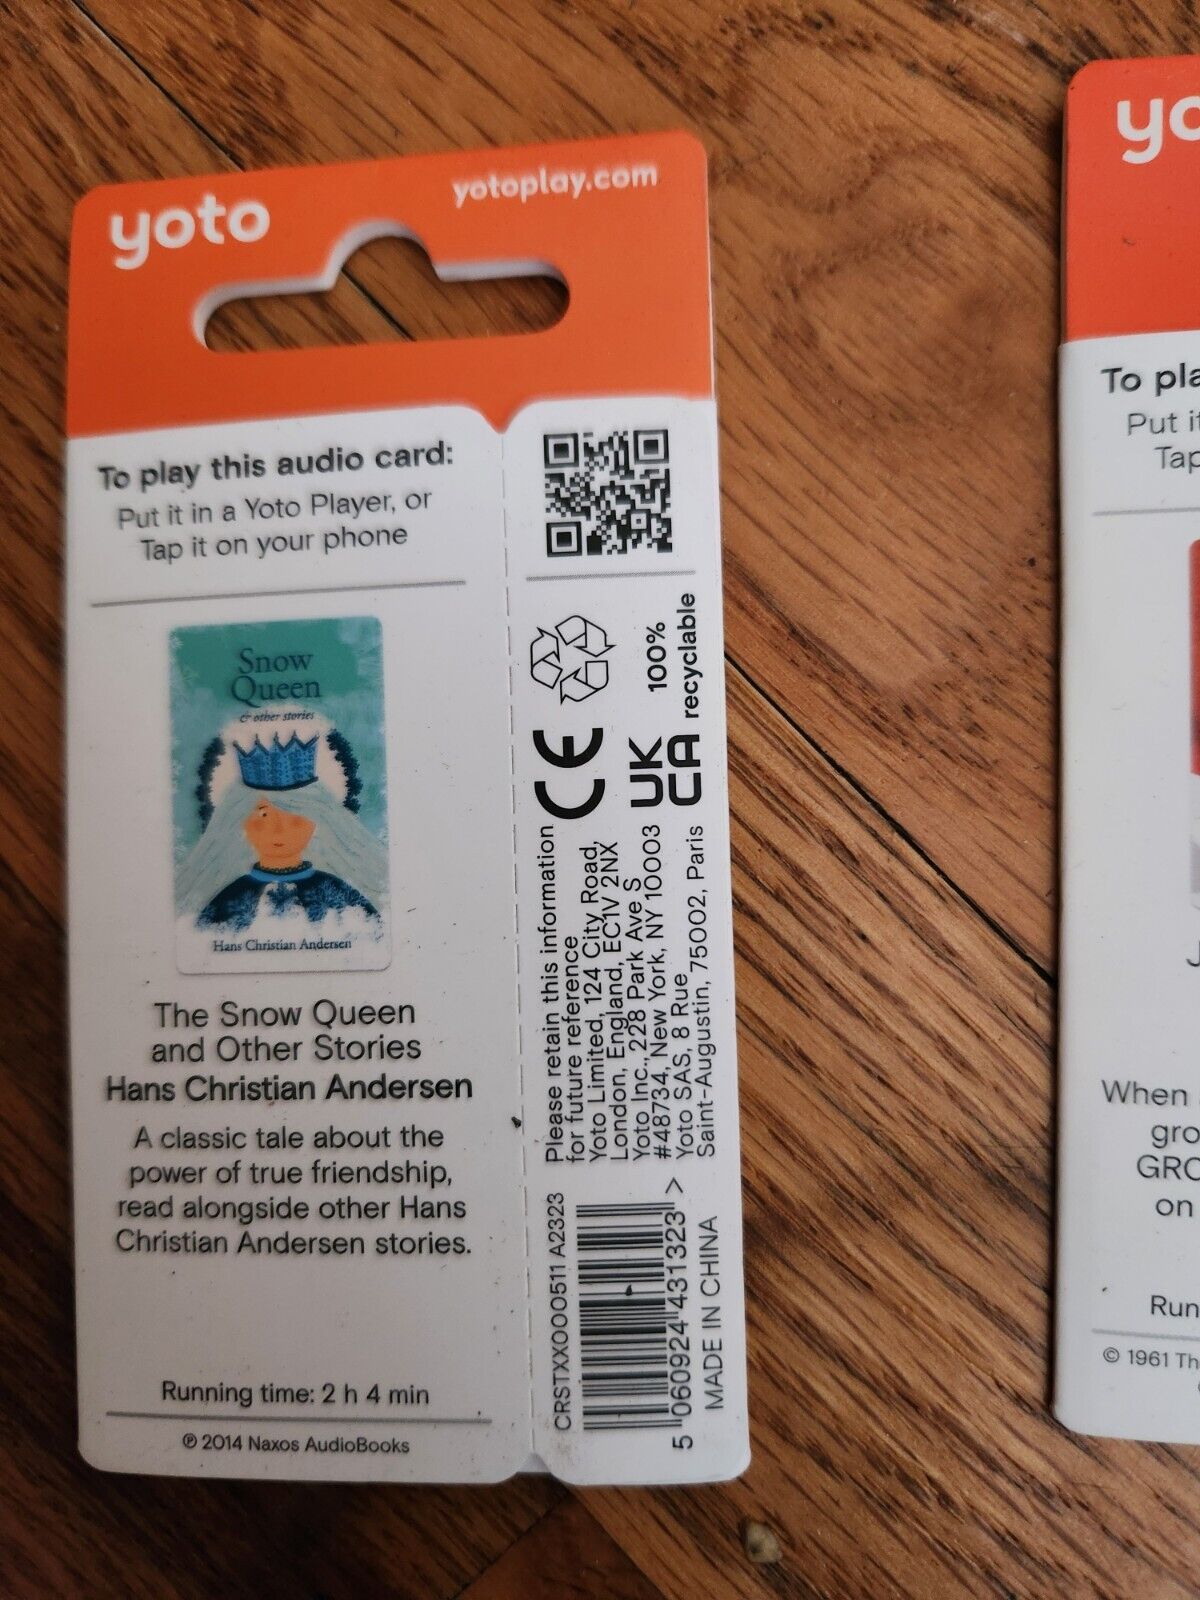 yoto
yotoplay.com
To play this audio card:
Put it in a Yoto Player, or
Tap it on your phone
Snow
Queen
& other stories
Hans Christian Andersen
The Snow Queen
and Other Stories
Hans Christian Andersen
A classic tale about the
power of true friendship,
read alongside other Hans
Christian Andersen stories.
Running time: 2 h 4 min
℗ 2014 Naxos AudioBooks
100%
recyclable
CE
UK
CA
Please retain this information
for future reference
Yoto Limited, 124 City Road,
London, England, EC1V 2NX
Yoto Inc., 228 Park Ave S
#48734, New York, NY 10003
Yoto SAS, 8 Rue
Saint-Augustin, 75002, Paris
CRSTXX000511 A2323
5 060924 431323 >
MADE IN CHINA
yo
To pla
Put it
Tap
J
When
gro
GRO
on
Run
© 1961 Th